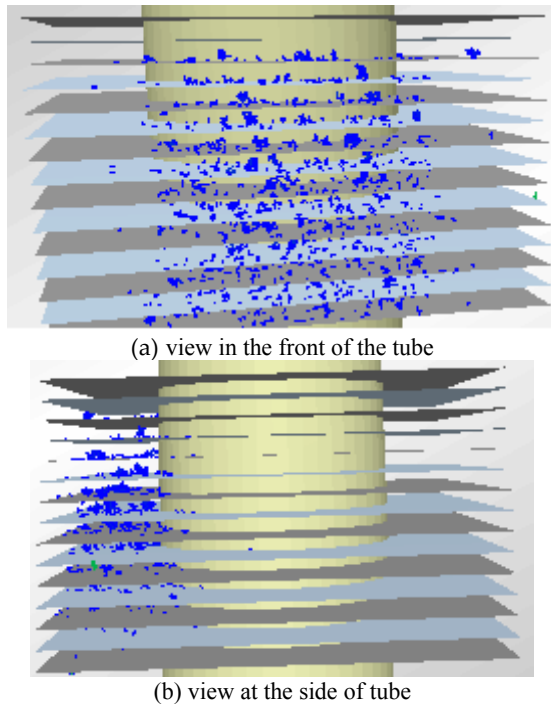 (a) view in the front of the tube
(b) view at the side of tube